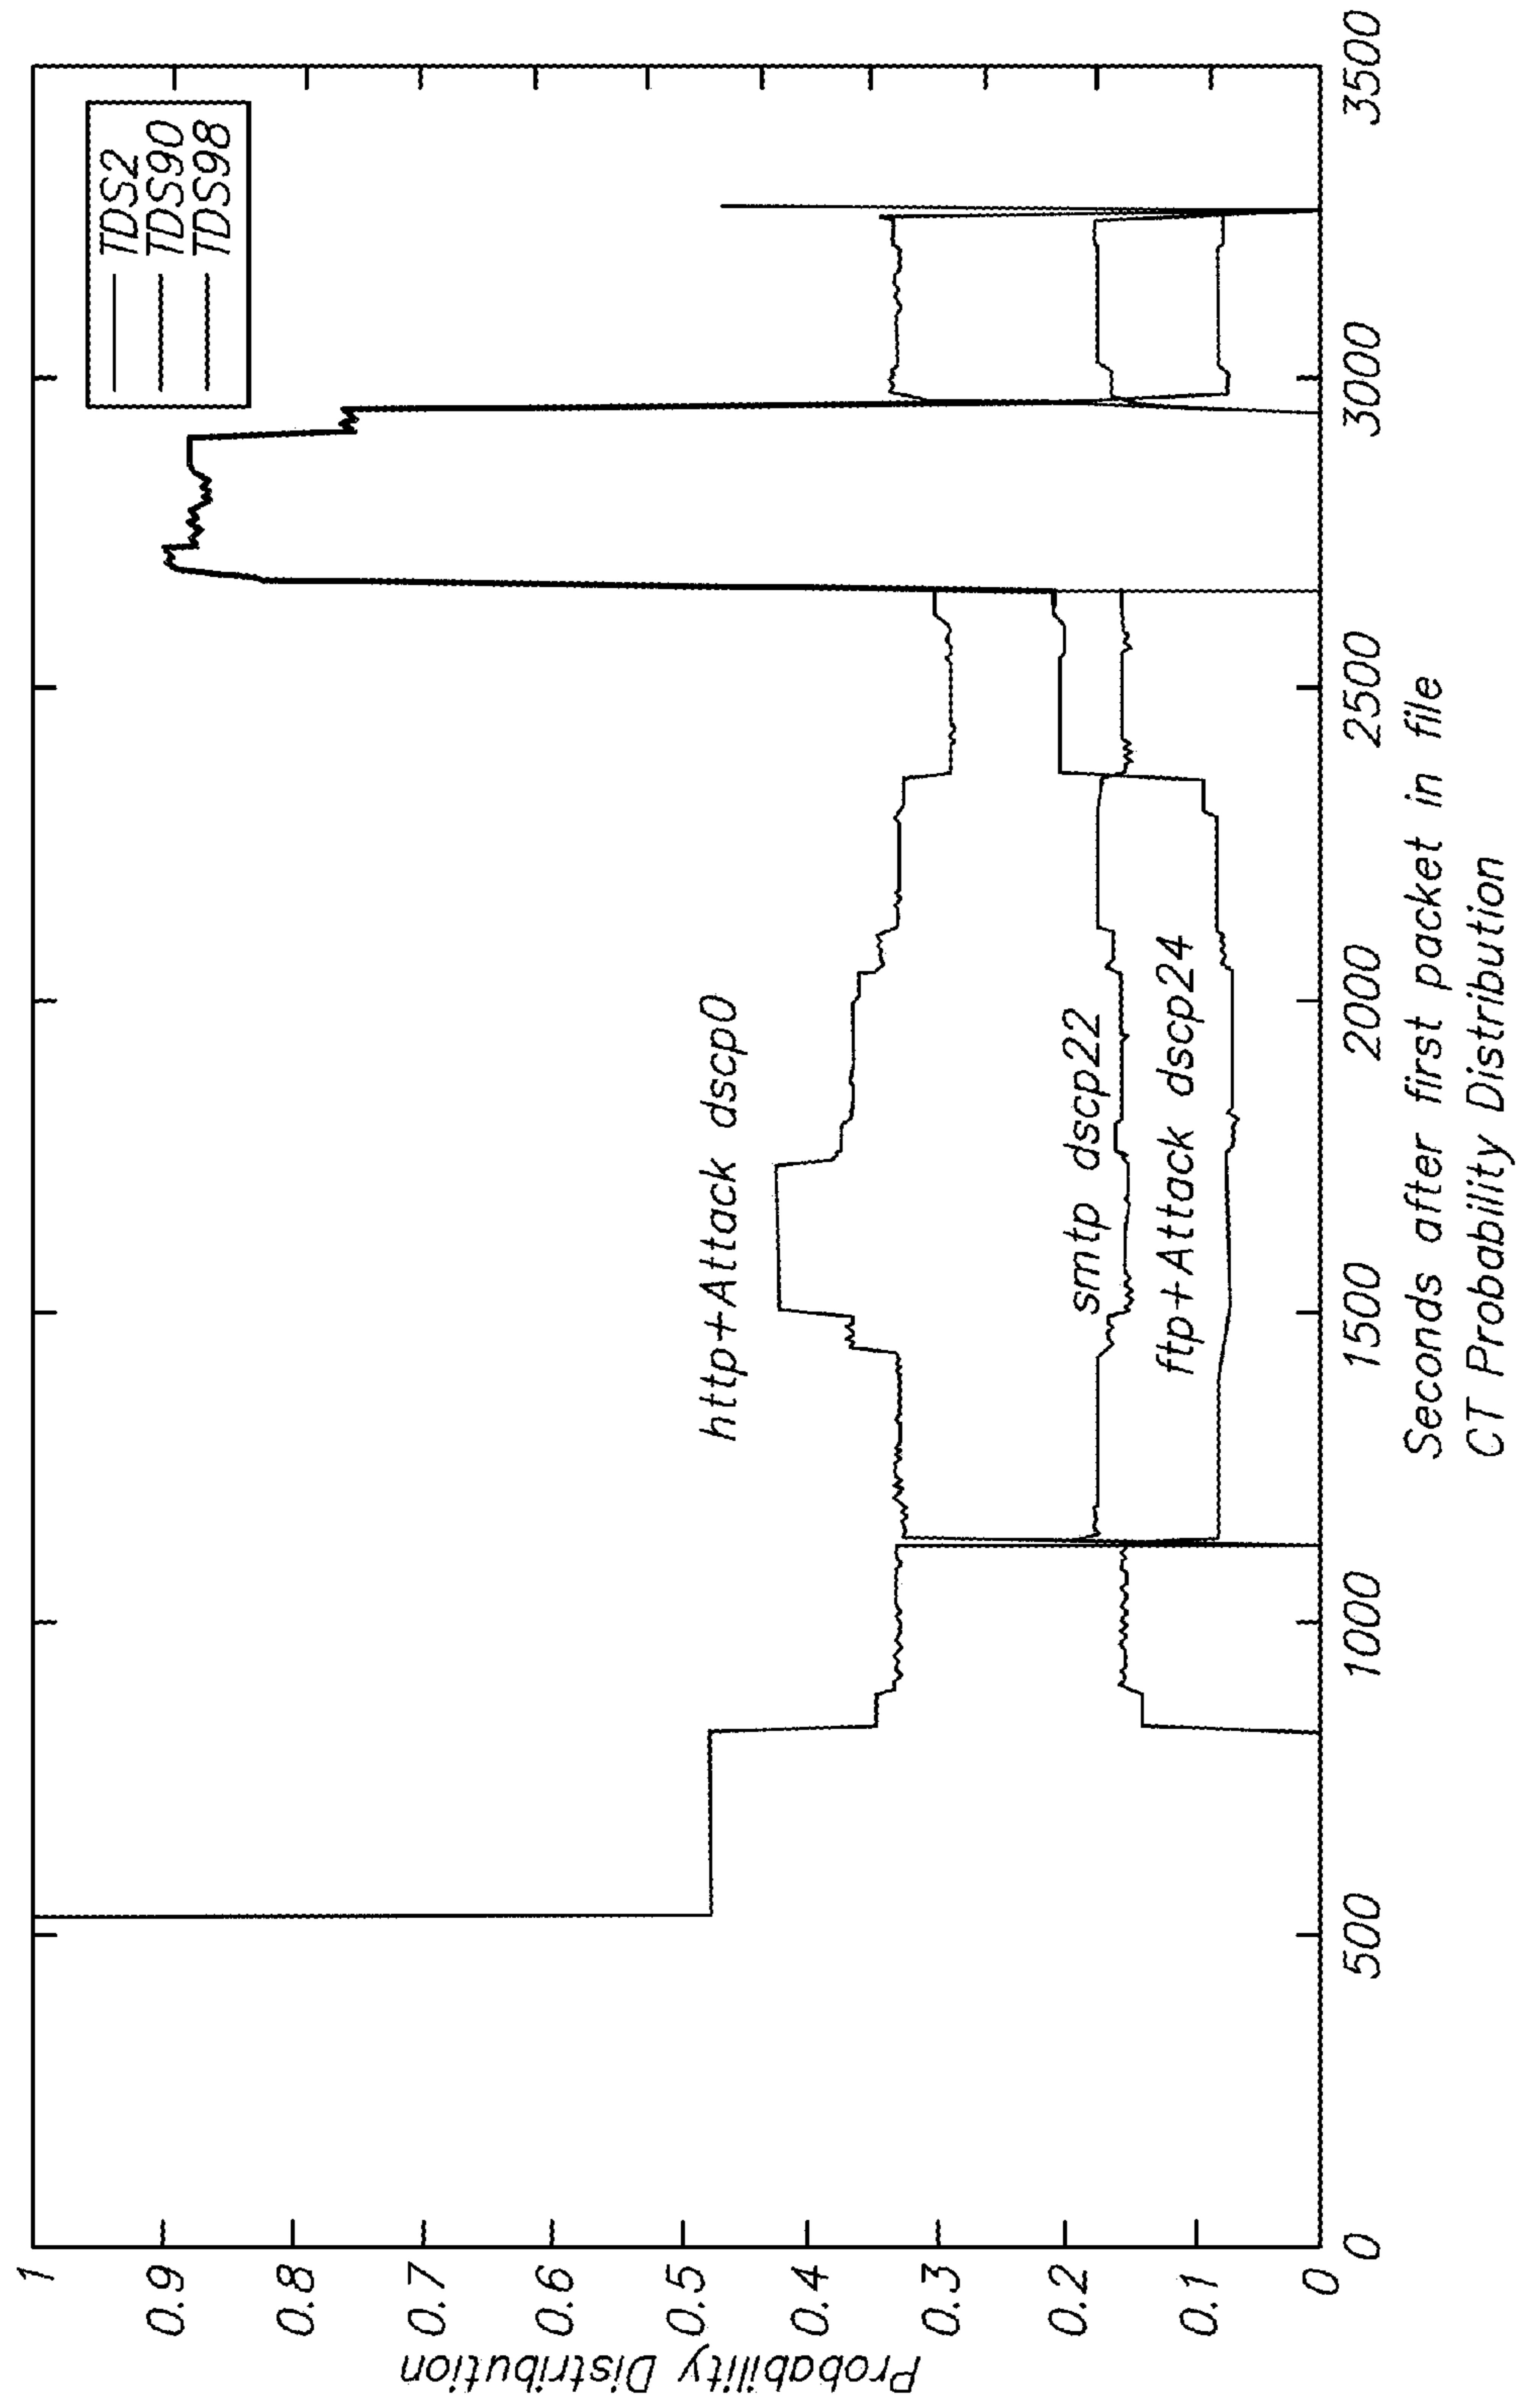 TDS2
TDS90
TDS98
http+Attack dscp0
smtp dscp22
ftp+Attack dscp24
Probability Distribution
1
0.9
0.8
0.7
0.6
0.5
0.4
0.3
0.2
0.1
0
0
500
1000
1500
2000
2500
3000
3500
Seconds after first packet in file
CT Probability Distribution